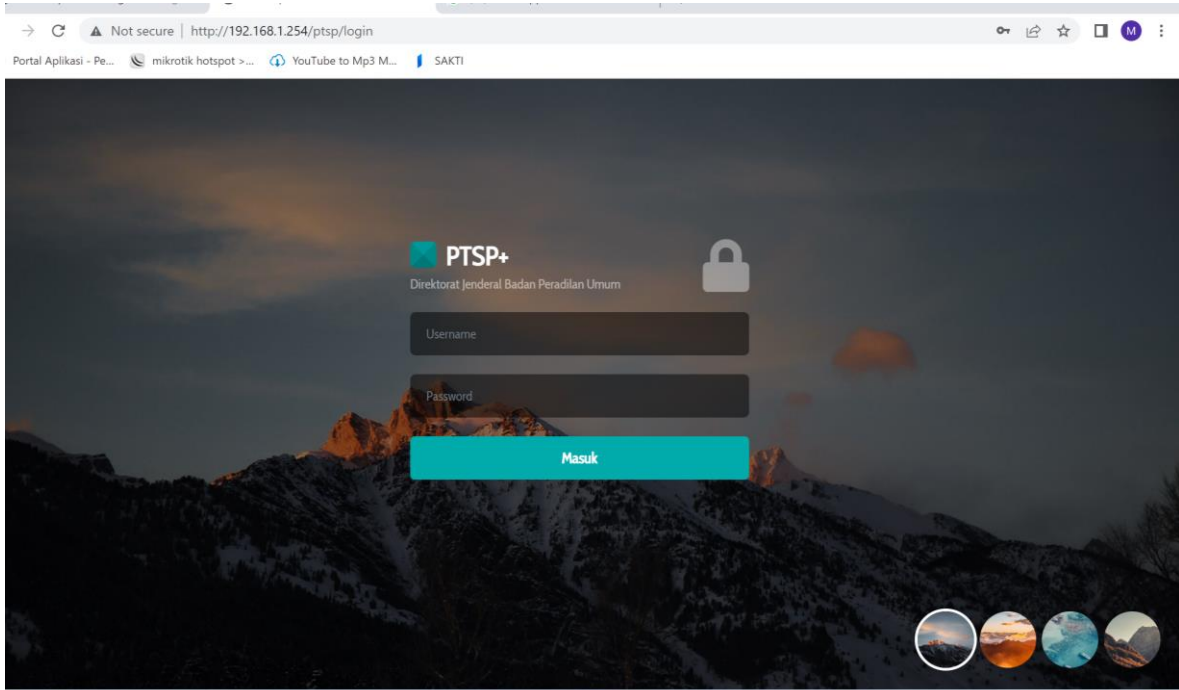 Not secure | http://192.168.1.254/ptsp/login
M
Portal Aplikasi - Pe... mikrotik hotspot >... YouTube to Mp3 M... SAKTI
PTSP+
Direktorat Jenderal Badan Peradilan Umum
Username
Password
Masuk